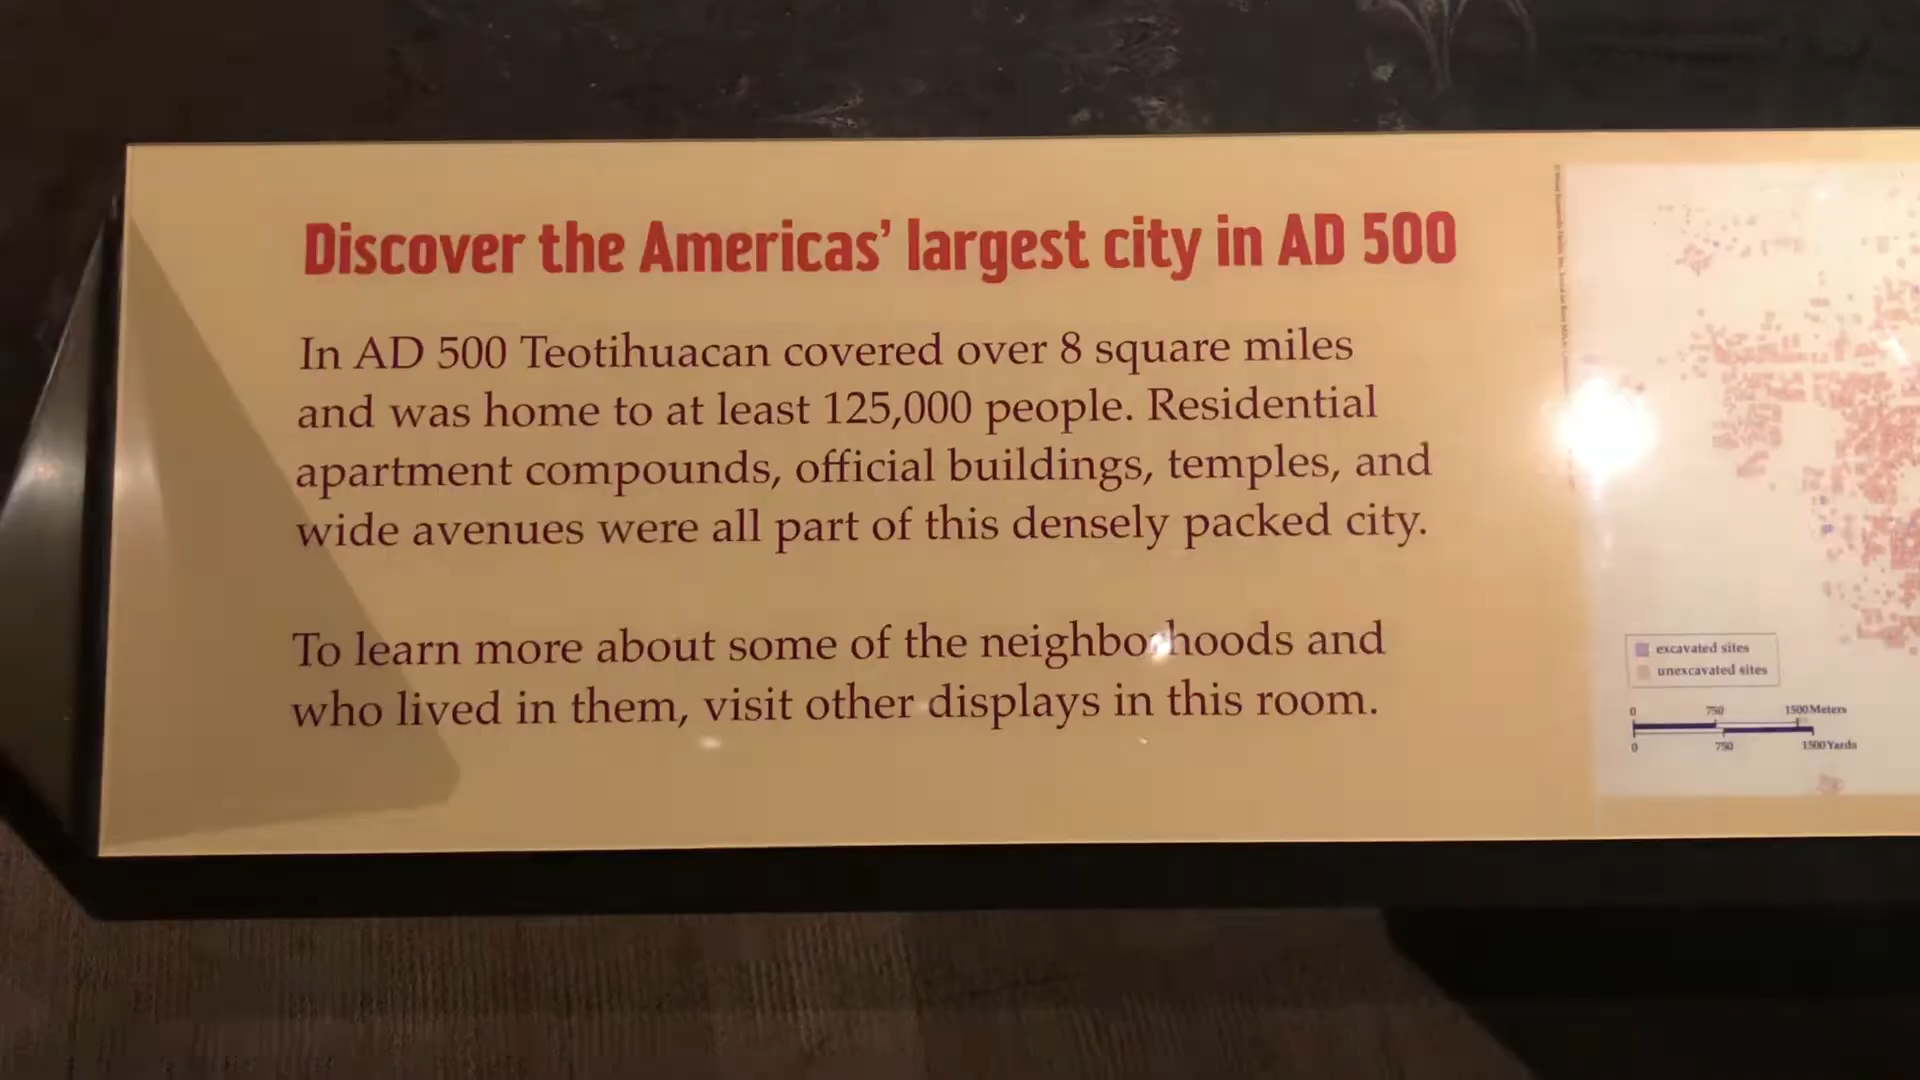 Discover the Americas’ largest city in AD 500
In AD 500 Teotihuacan covered over 8 square miles
and was home to at least 125,000 people. Residential
apartment compounds, official buildings, temples, and
wide avenues were all part of this densely packed city.
To learn more about some of the neighborhoods and
who lived in them, visit other displays in this room.
excavated sites
unexcavated sites
0 750 1500 Meters
0 750 1500 Yards